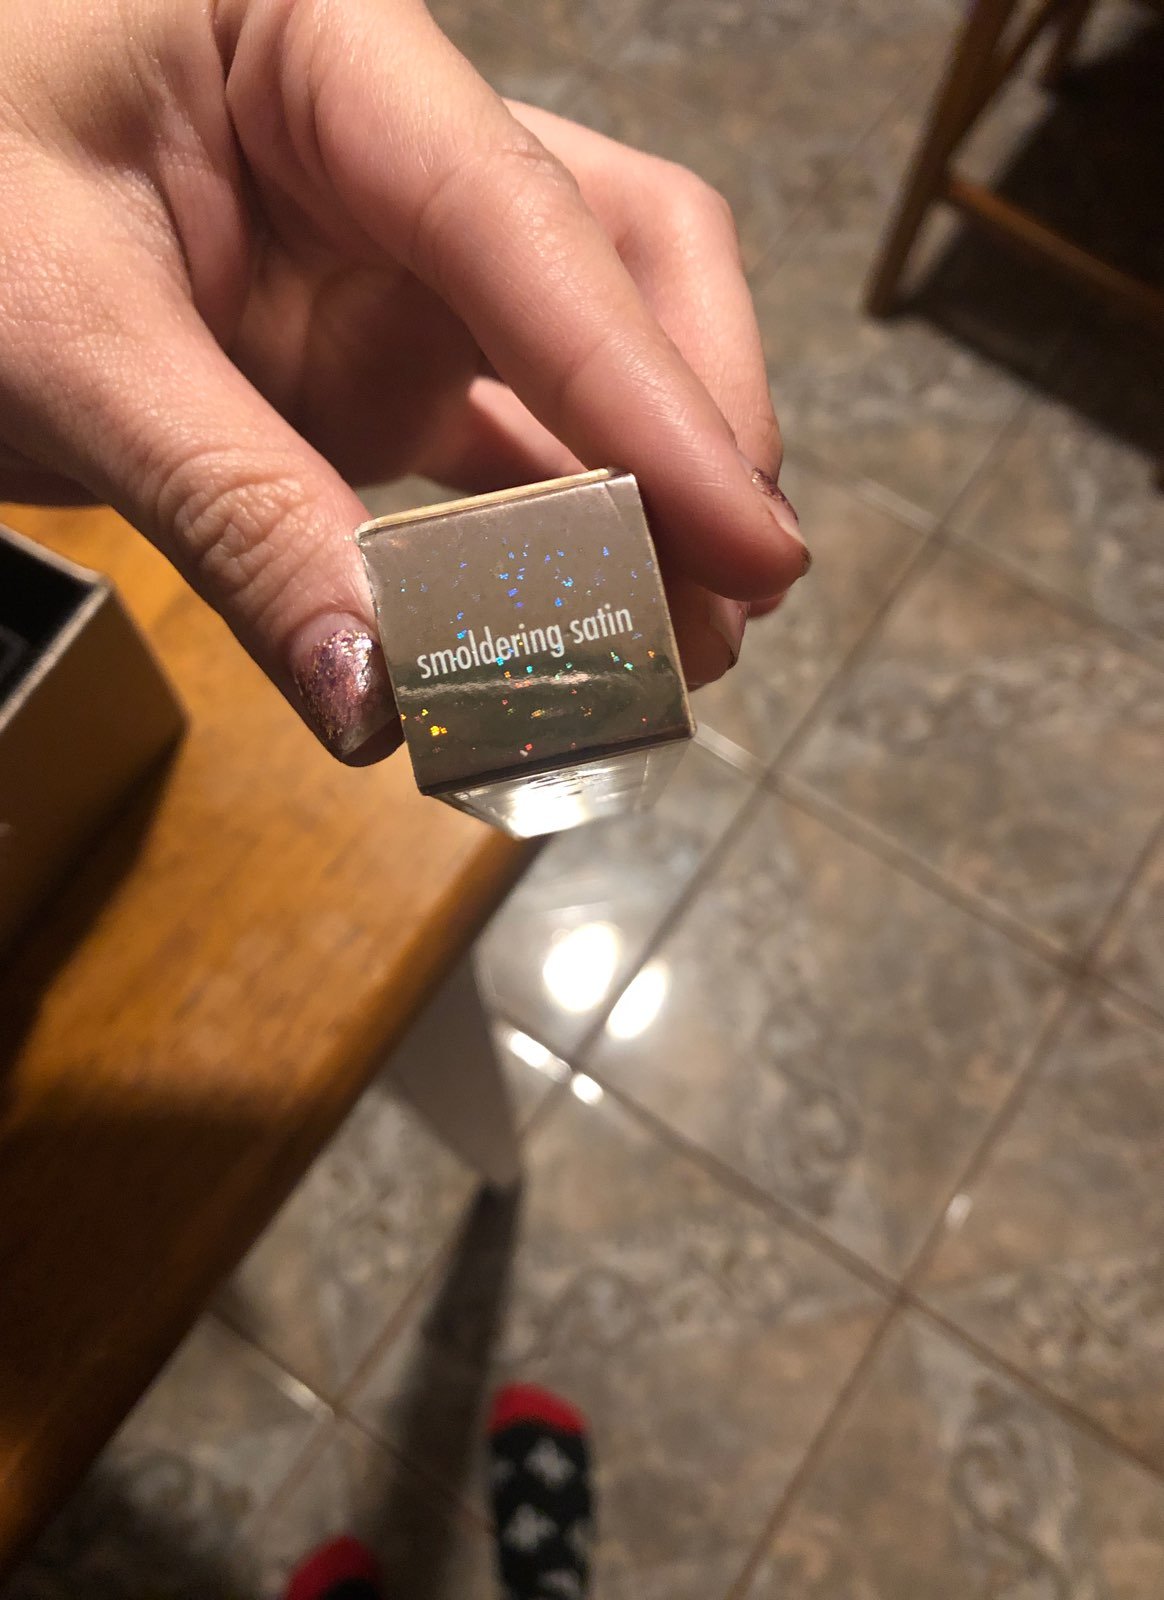 smoldering satin